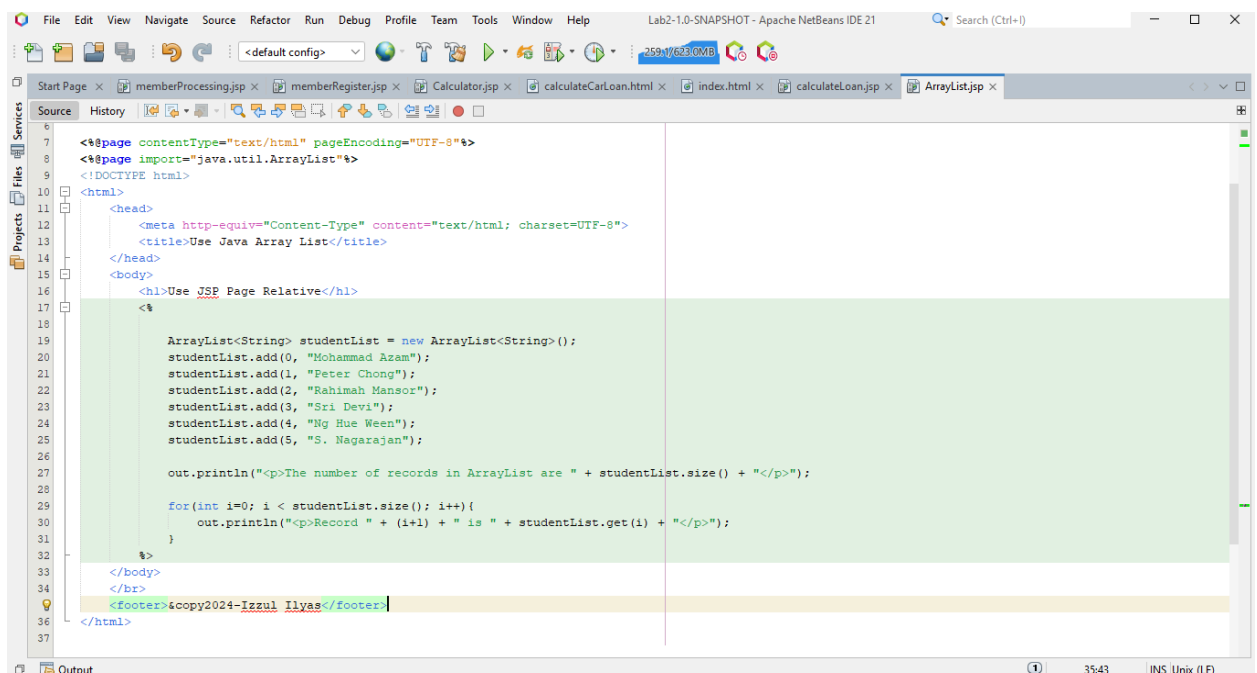 File Edit View Navigate Source Refactor Run Debug Profile Team Tools Window Help Lab2-1.0-SNAPSHOT - Apache NetBeans IDE 21 Search (Ctrl+I)
<default config> 259.1/623.0MB
Start Page memberProcessing.jsp memberRegister.jsp Calculator.jsp calculateCarLoan.html index.html calculateLoan.jsp ArrayList.jsp
Source History
Services
Files
Projects
6
7 <%@page contentType="text/html" pageEncoding="UTF-8"%>
8 <%@page import="java.util.ArrayList"%>
9 <!DOCTYPE html>
10 <html>
11 <head>
12 <meta http-equiv="Content-Type" content="text/html; charset=UTF-8">
13 <title>Use Java Array List</title>
14 </head>
15 <body>
16 <h1>Use JSP Page Relative</h1>
17 <%
18
19 ArrayList<String> studentList = new ArrayList<String>();
20 studentList.add(0, "Mohammad Azam");
21 studentList.add(1, "Peter Chong");
22 studentList.add(2, "Rahimah Mansor");
23 studentList.add(3, "Sri Devi");
24 studentList.add(4, "Ng Hue Ween");
25 studentList.add(5, "S. Nagarajan");
26
27 out.println("<p>The number of records in ArrayList are " + studentList.size() + "</p>");
28
29 for(int i=0; i < studentList.size(); i++){
30 out.println("<p>Record " + (i+1) + " is " + studentList.get(i) + "</p>");
31 }
32 %>
33 </body>
34 </br>
<footer>&copy2024-Izzul Ilyas</footer>
36 </html>
37
Output 1 35:43 INS Unix (LF)